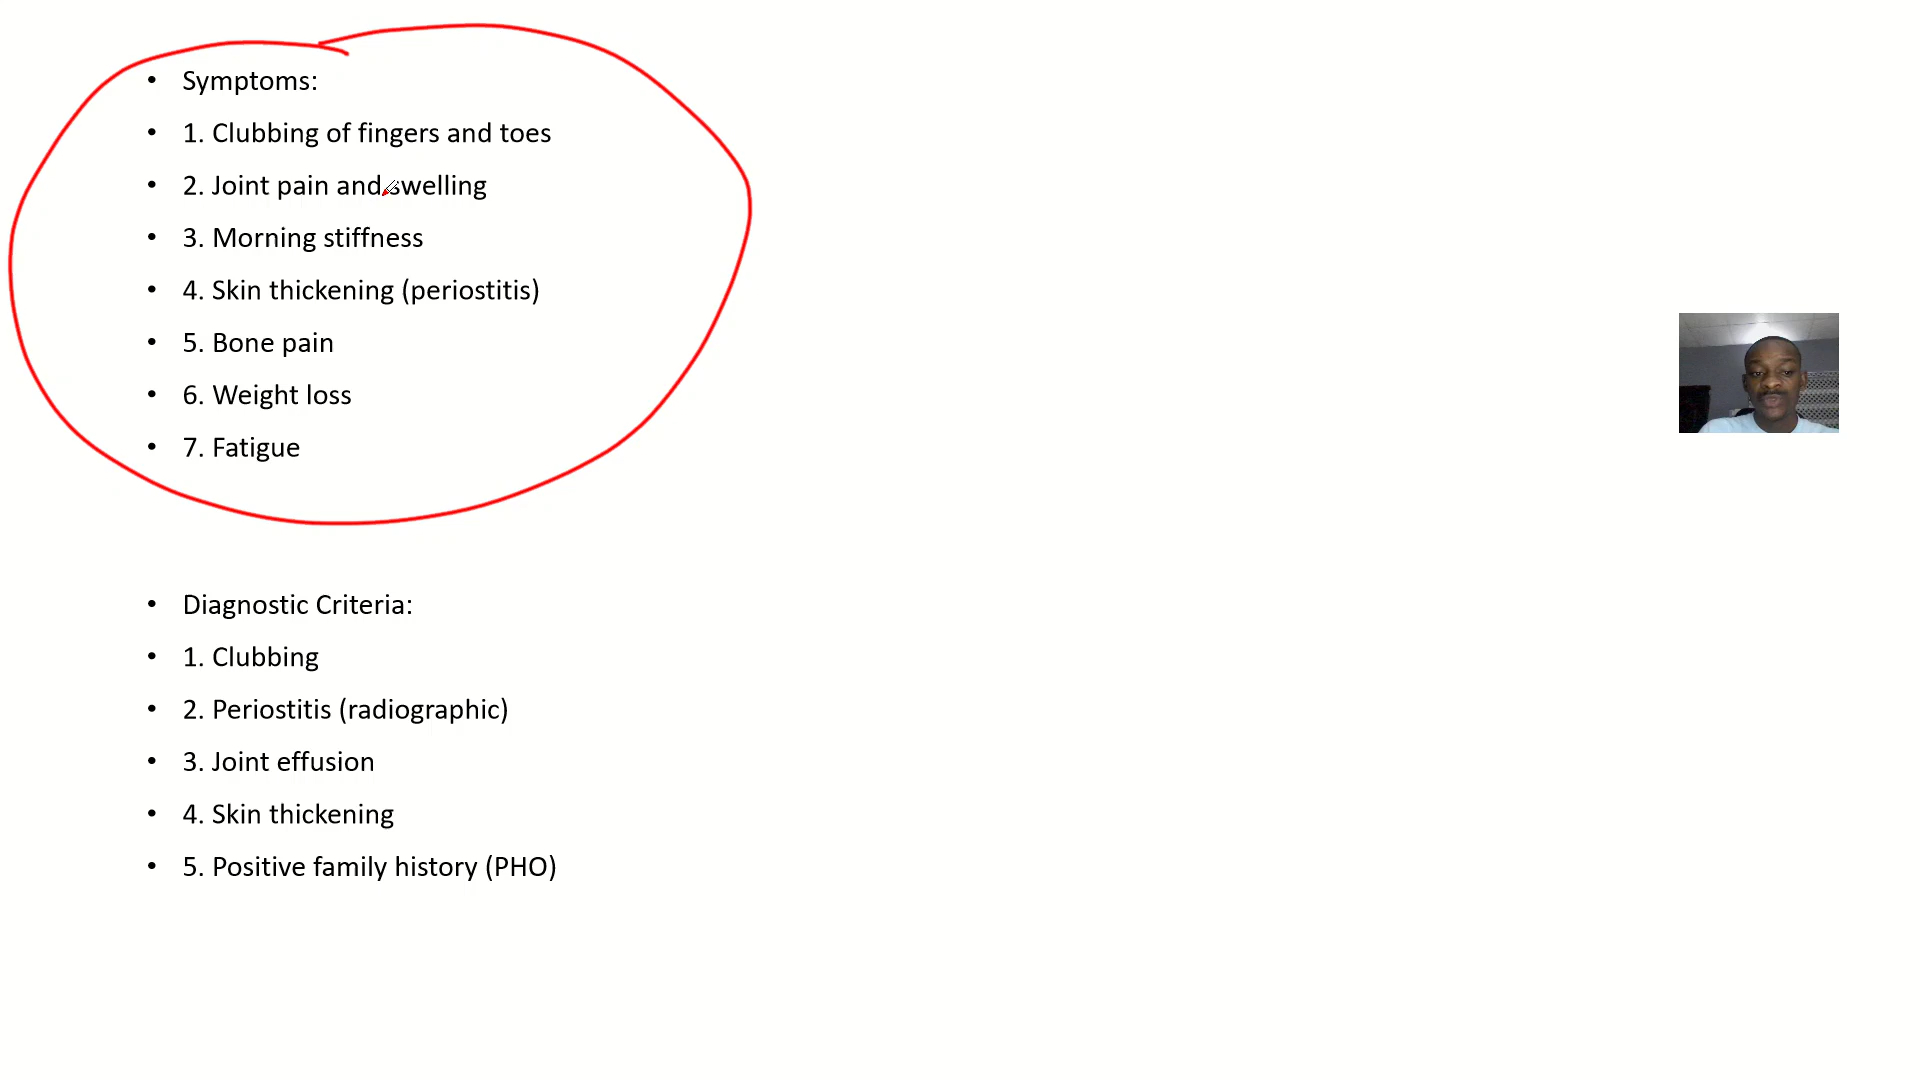 • Symptoms:
• 1. Clubbing of fingers and toes
• 2. Joint pain and swelling
• 3. Morning stiffness
• 4. Skin thickening (periostitis)
• 5. Bone pain
• 6. Weight loss
• 7. Fatigue
• Diagnostic Criteria:
• 1. Clubbing
• 2. Periostitis (radiographic)
• 3. Joint effusion
• 4. Skin thickening
• 5. Positive family history (PHO)